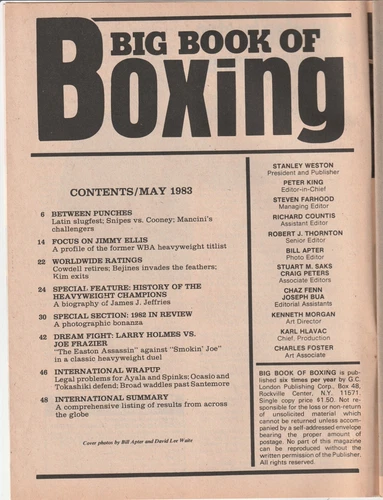 BIG BOOK OF
Boxing
CONTENTS/MAY 1983
6 BETWEEN PUNCHES
Latin slugfest; Snipes vs. Cooney; Mancini's
challengers
14 FOCUS ON JIMMY ELLIS
A profile of the former WBA heavyweight titlist
22 WORLDWIDE RATINGS
Cowdell retires; Bejines invades the feathers;
Kim exits
24 SPECIAL FEATURE: HISTORY OF THE
HEAVYWEIGHT CHAMPIONS
A biography of James J. Jeffries
30 SPECIAL SECTION: 1982 IN REVIEW
A photographic bonanza
42 DREAM FIGHT: LARRY HOLMES VS.
JOE FRAZIER
"The Easton Assassin" against "Smokin' Joe"
in a classic heavyweight duel
46 INTERNATIONAL WRAPUP
Legal problems for Ayala and Spinks; Ocasio and
Tokashiki defend; Broad waddles past Santemore
48 INTERNATIONAL SUMMARY
A comprehensive listing of results from across
the globe
Cover photos by Bill Apter and David Lee Waite
STANLEY WESTON
President and Publisher
PETER KING
Editor-in-Chief
STEVEN FARHOOD
Managing Editor
RICHARD COUNTIS
Assistant Editor
ROBERT J. THORNTON
Senior Editor
BILL APTER
Photo Editor
STUART M. SAKS
CRAIG PETERS
Associate Editors
CHAZ FENN
JOSEPH BUA
Editorial Assistants
KENNETH MORGAN
Art Director
KARL HLAVAC
Chief, Production
CHARLES FOSTER
Art Associate
BIG BOOK OF BOXING is pub-
lished six times per year by G.C.
London Publishing Corp., Box 48,
Rockville Center, N.Y. 11571.
Single copy price $1.50. Not re-
sponsible for the loss or non-return
of unsolicited material which
cannot be returned unless accom-
panied by a self-addressed envelope
bearing the proper amount of
postage. No part of this magazine
can be reproduced without the
written permission of the Publisher.
All rights reserved.